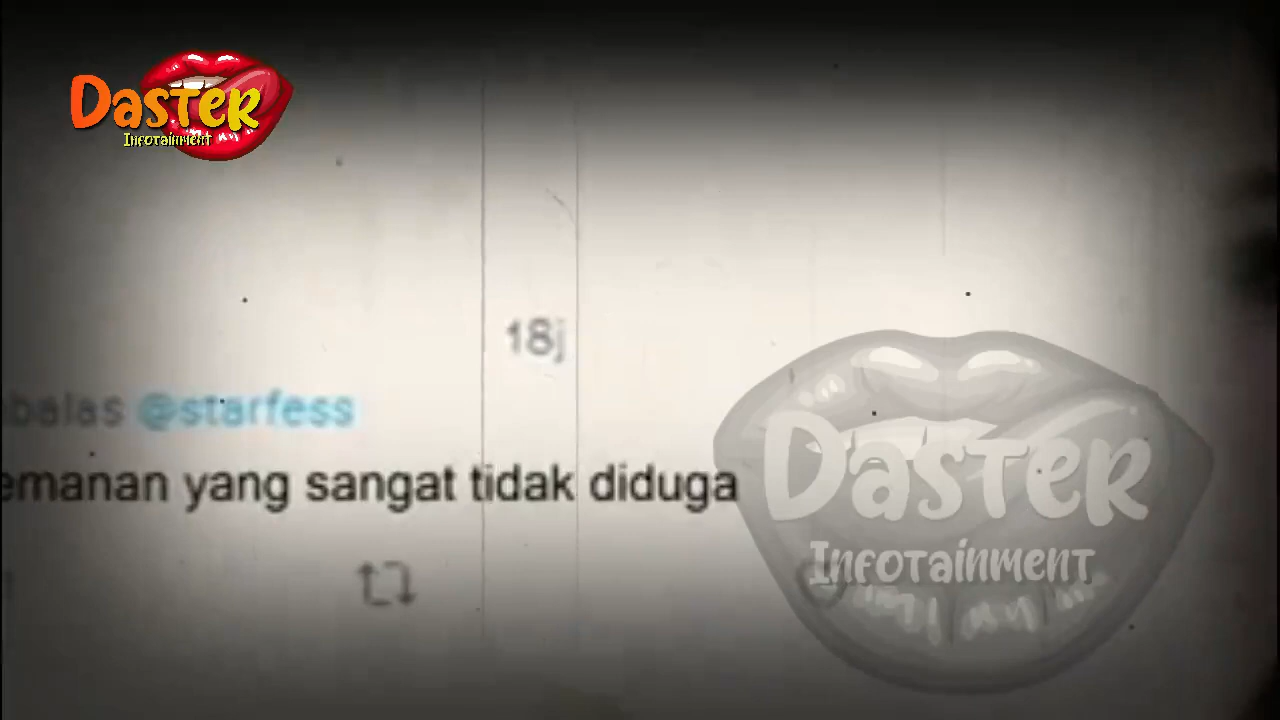 Daster
Infotainment
18j
balas @starfess
emanan yang sangat tidak diduga
Daster
Infotainment